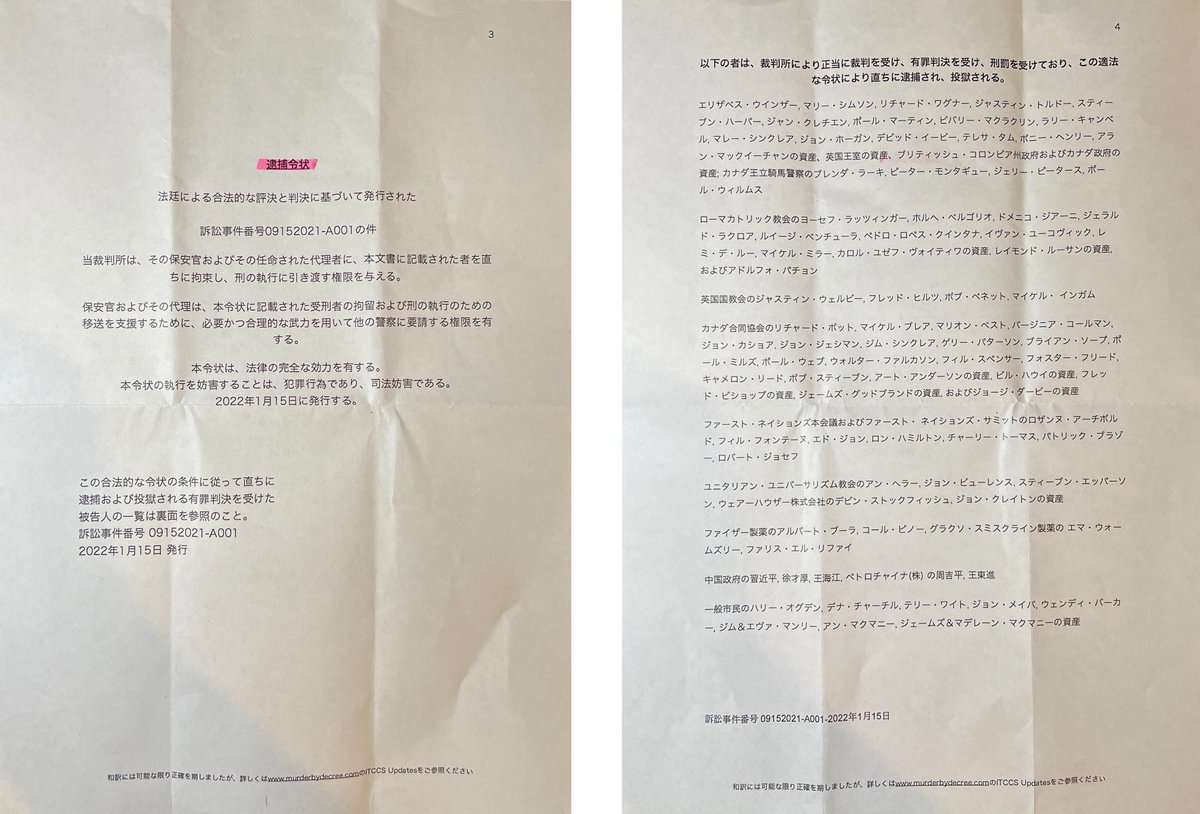 3
逮捕令状
法廷による合法的な評決と判決に基づいて発行された
訴訟事件番号09152021-A001の件
当裁判所は、その保安官およびその任命された代理者に、本文書に記載された者を直
ちに拘束し、刑の執行に引き渡す権限を与える。
保安官およびその代理は、本令状に記載された受刑者の拘留および刑の執行のための
移送を支援するために、必要かつ合理的な武力を用いて他の警察に要請する権限を有
する。
本令状は、法律の完全な効力を有する。
本令状の執行を妨害することは、犯罪行為であり、司法妨害である。
2022年1月15日に発行する。
この合法的な令状の条件に従って直ちに
逮捕および投獄される有罪判決を受けた
被告人の一覧は裏面を参照のこと。
訴訟事件番号 09152021-A001
2022年1月15日 発行
和訳には可能な限り正確を期しましたが、詳しくはwww.murderbydecree.comのITCCS Updatesをご参照ください
4
以下の者は、裁判所により正当に裁判を受け、有罪判決を受け、刑罰を受けており、この適法
な令状により直ちに逮捕され、投獄される。
エリザベス・ウインザー, マリー・シムソン, リチャード・ワグナー, ジャスティン・トルドー, スティー
ブン・ハーパー, ジャン・クレチエン, ポール・マーティン, ビバリー・マクラクリン, ラリー・キャンベ
ル, マレー・シンクレア, ジョン・ホーガン, デビッド・イービー, テレサ・タム, ボニー・ヘンリー, アラ
ン・マックイーチャンの資産、英国王室の資産、ブリティッシュ・コロンビア州政府およびカナダ政府の
資産; カナダ王立騎馬警察のブレンダ・ラーキ, ピーター・モンタギュー, ジェリー・ピータース, ポー
ル・ウィルムス
ローマカトリック教会のヨーセフ・ラッツィンガー, ホルヘ・ベルゴリオ, ドメニコ・ジアーニ, ジェラル
ド・ラクロア, ルイージ・ベンチューラ, ペドロ・ロペス・クインタナ, イヴァン・ユーコヴィック, レ
ミ・デ・ルー, マイケル・ミラー, カロル・ユゼフ・ヴォイティワの資産, レイモンド・ルーサンの資産,
およびアドルフォ・パチョン
英国国教会のジャスティン・ウェルビー, フレッド・ヒルツ, ボブ・ベネット, マイケル・ インガム
カナダ合同協会のリチャード・ボット, マイケル・ブレア, マリオン・ベスト, バージニア・コールマン,
ジョン・カショア, ジョン・ジェシマン, ジム・シンクレア, ゲリー・パターソン, ブライアン・ソープ, ポ
ール・ミルズ, ポール・ウェブ, ウォルター・ファルカソン, フィル・スペンサー, フォスター・フリード,
キャメロン・リード, ボブ・スティーブン, アート・アンダーソンの資産, ビル・ハウイの資産, フレッ
ド・ビショップの資産, ジェームズ・グッドブランドの資産, およびジョージ・ダービーの資産
ファースト・ネイションズ本会議およびファースト・ ネイションズ・サミットのロザンヌ・アーチボル
ド, フィル・フォンテーヌ, エド・ジョン, ロン・ハミルトン, チャーリー・トーマス, パトリック・ブラゾ
ー, ロバート・ジョセフ
ユニタリアン・ユニバーサリズム教会のアン・ヘラー, ジョン・ビューレンス, スティーブン・エッパーソ
ン, ウェアーハウザー株式会社のデビン・ストックフィッシュ, ジョン・クレイトンの資産
ファイザー製薬のアルバート・ブーラ, コール・ピノー, グラクソ・スミスクライン製薬の エマ・ウォー
ムズリー, ファリス・エル・リファイ
中国政府の習近平, 徐才厚, 王海江, ペトロチャイナ(株) の周吉平, 王東進
一般市民のハリー・オグデン, デナ・チャーチル, テリー・ワイト, ジョン・メイバ, ウェンディ・バーカ
ー, ジム＆エヴァ・マンリー, アン・マクマニー, ジェームズ＆マデレーン・マクマニーの資産
訴訟事件番号 09152021-A001-2022年1月15日
和訳には可能な限り正確を期しましたが、詳しくはwww.murderbydecree.comのITCCS Updatesをご参照ください